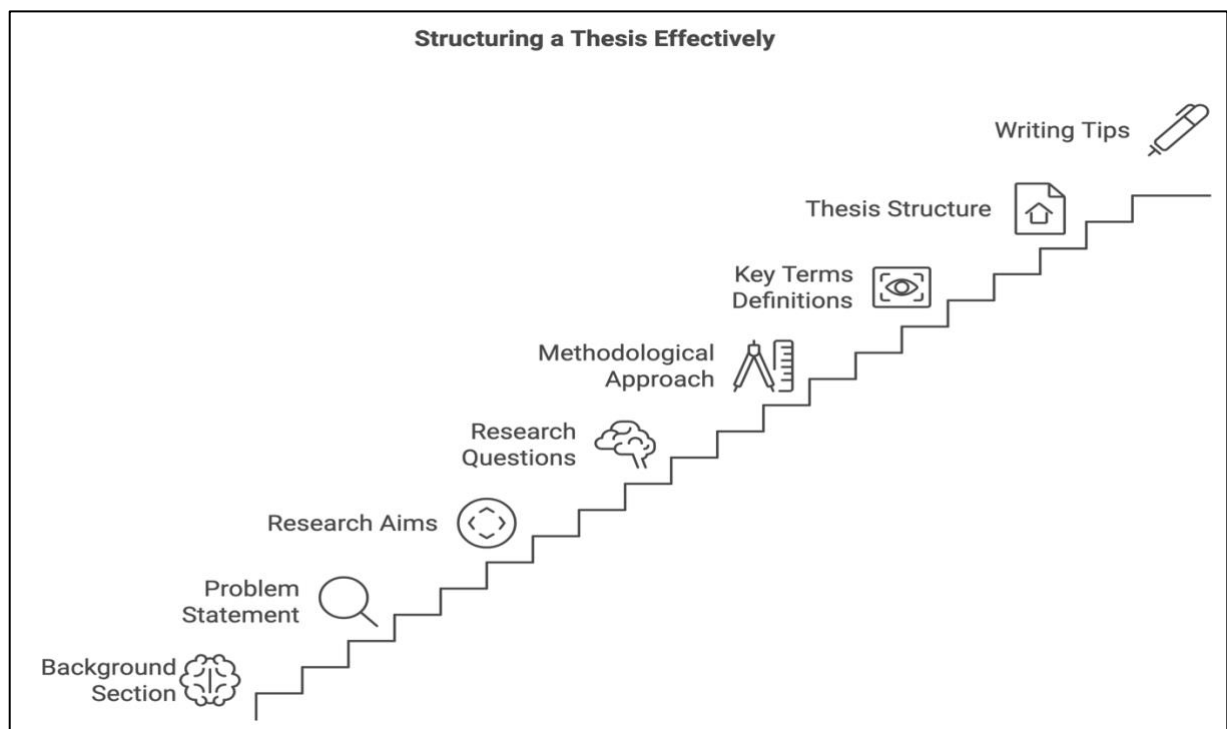 Structuring a Thesis Effectively
Writing Tips
Thesis Structure
Key Terms
Definitions
Methodological
Approach
Research
Questions
Research Aims
Problem
Statement
Background
Section